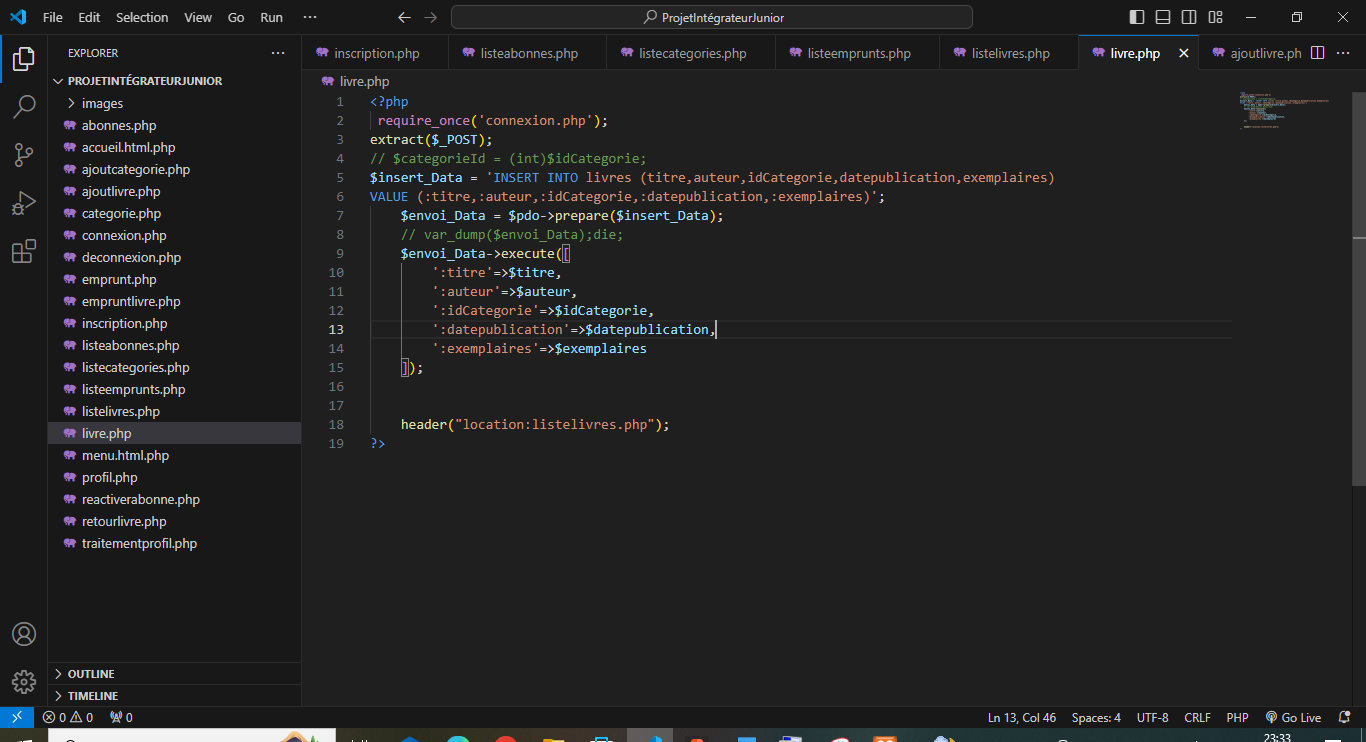 File Edit Selection View Go Run ···
ProjetIntégrateurJunior
EXPLORER ···
PROJETINTÉGRATEURJUNIOR
images
abonnes.php
accueil.html.php
ajoutcategorie.php
ajoutlivre.php
categorie.php
connexion.php
deconnexion.php
emprunt.php
empruntlivre.php
inscription.php
listeabonnes.php
listecategories.php
listeemprunts.php
listelivres.php
livre.php
menu.html.php
profil.php
reactiverabonne.php
retourlivre.php
traitementprofil.php
OUTLINE
TIMELINE
inscription.php listeabonnes.php listecategories.php listeemprunts.php listelivres.php livre.php ajoutlivre.ph ···
livre.php
1 <?php
2 require_once('connexion.php');
3 extract($_POST);
4 // $categorieId = (int)$idCategorie;
5 $insert_Data = 'INSERT INTO livres (titre,auteur,idCategorie,datepublication,exemplaires)
6 VALUE (:titre,:auteur,:idCategorie,:datepublication,:exemplaires)';
7 $envoi_Data = $pdo->prepare($insert_Data);
8 // var_dump($envoi_Data);die;
9 $envoi_Data->execute([
10 ':titre'=>$titre,
11 ':auteur'=>$auteur,
12 ':idCategorie'=>$idCategorie,
13 ':datepublication'=>$datepublication,
14 ':exemplaires'=>$exemplaires
15 ]);
16
17
18 header("location:listelivres.php");
19 ?>
0 0 0 Ln 13, Col 46 Spaces: 4 UTF-8 CRLF PHP Go Live
23:33